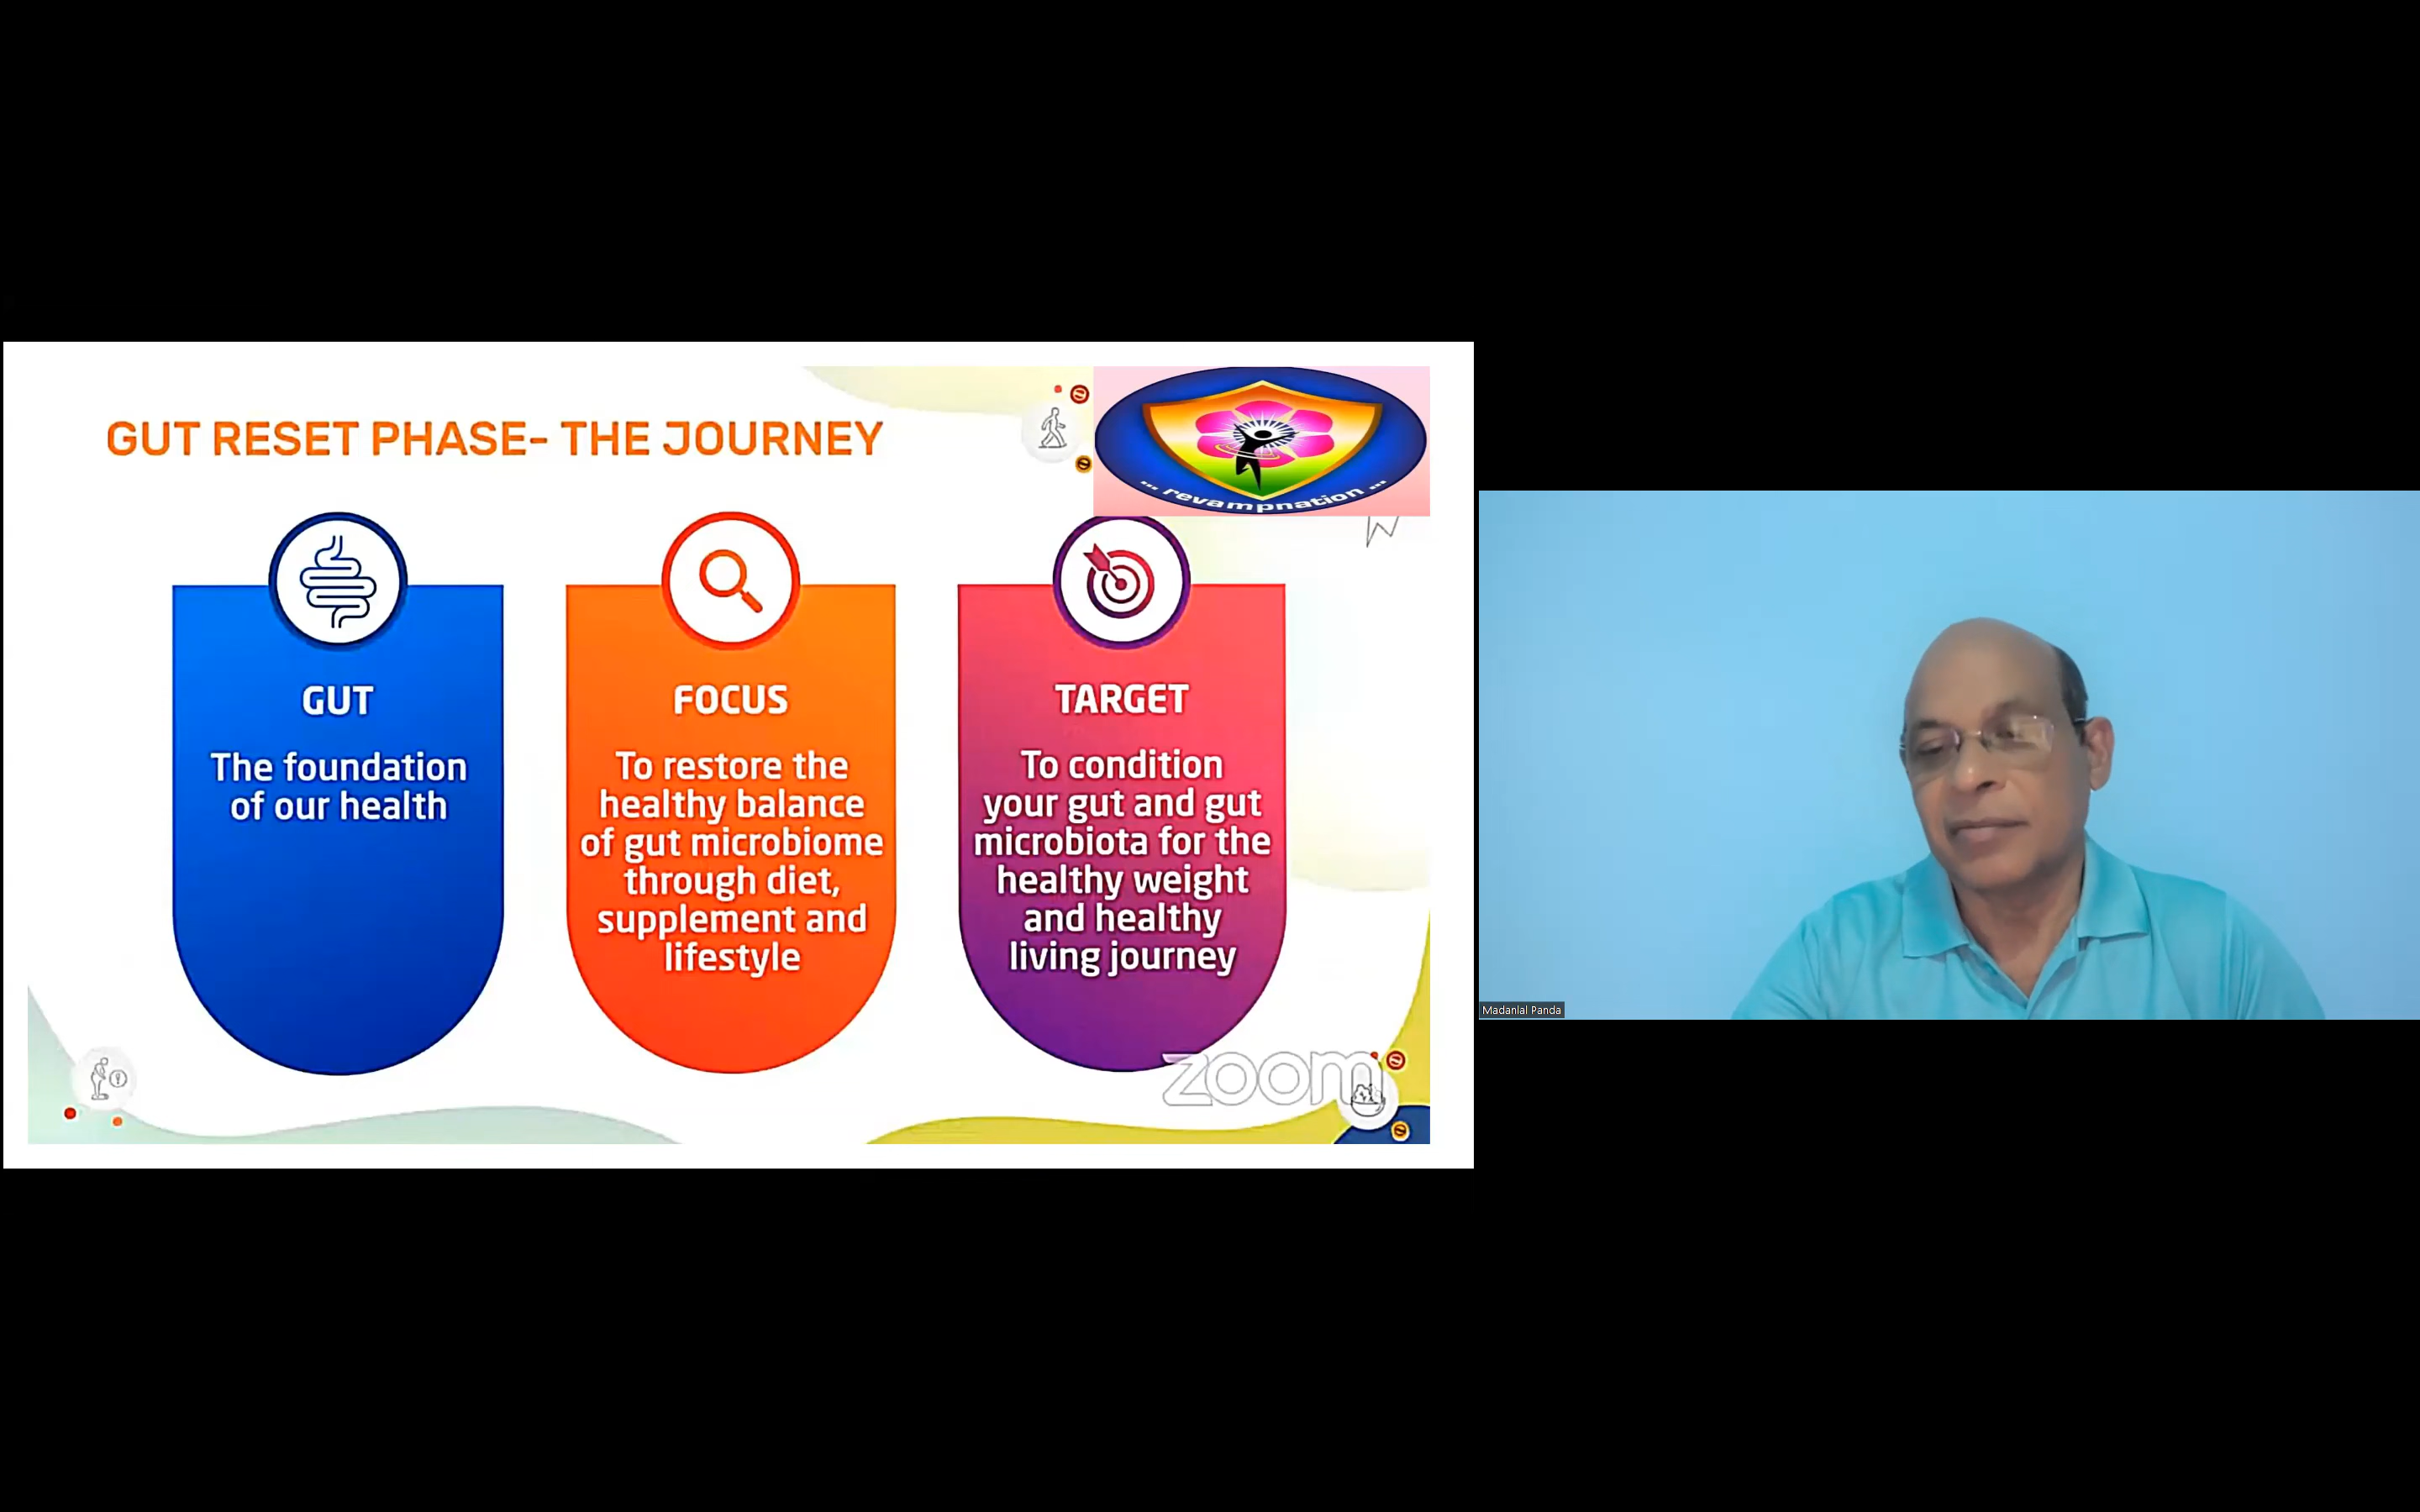 GUT RESET PHASE- THE JOURNEY
... revampnation ...
GUT
The foundation
of our health
FOCUS
To restore the
healthy balance
of gut microbiome
through diet,
supplement and
lifestyle
TARGET
To condition
your gut and gut
microbiota for the
healthy weight
and healthy
living journey
zoom
Madanlal Panda